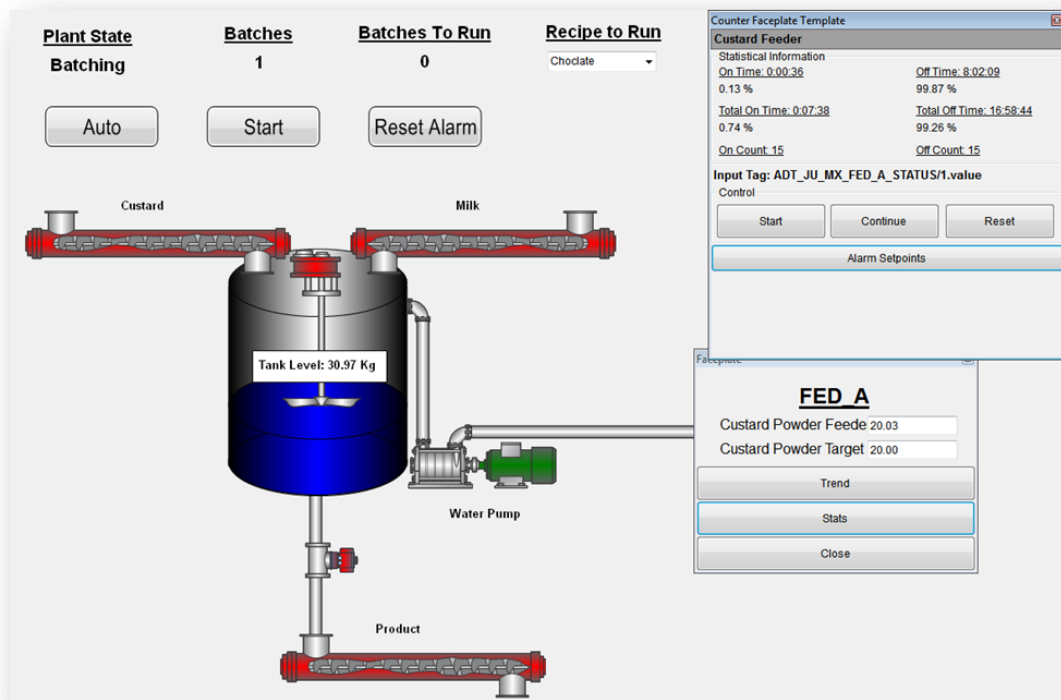 Plant State
Batching
Batches
1
Batches To Run
0
Recipe to Run
Choclate
Auto
Start
Reset Alarm
Custard
Milk
Tank Level: 30.97 Kg
Water Pump
Product
Counter Faceplate Template
Custard Feeder
Statistical Information
On Time: 0:00:36
Off Time: 8:02:09
0.13 %
99.87 %
Total On Time: 0:07:38
Total Off Time: 16:58:44
0.74 %
99.26 %
On Count: 15
Off Count: 15
Input Tag: ADT_JU_MX_FED_A_STATUS/1.value
Control
Start
Continue
Reset
Alarm Setpoints
Faceplate
FED_A
Custard Powder Feede 20.03
Custard Powder Target 20.00
Trend
Stats
Close